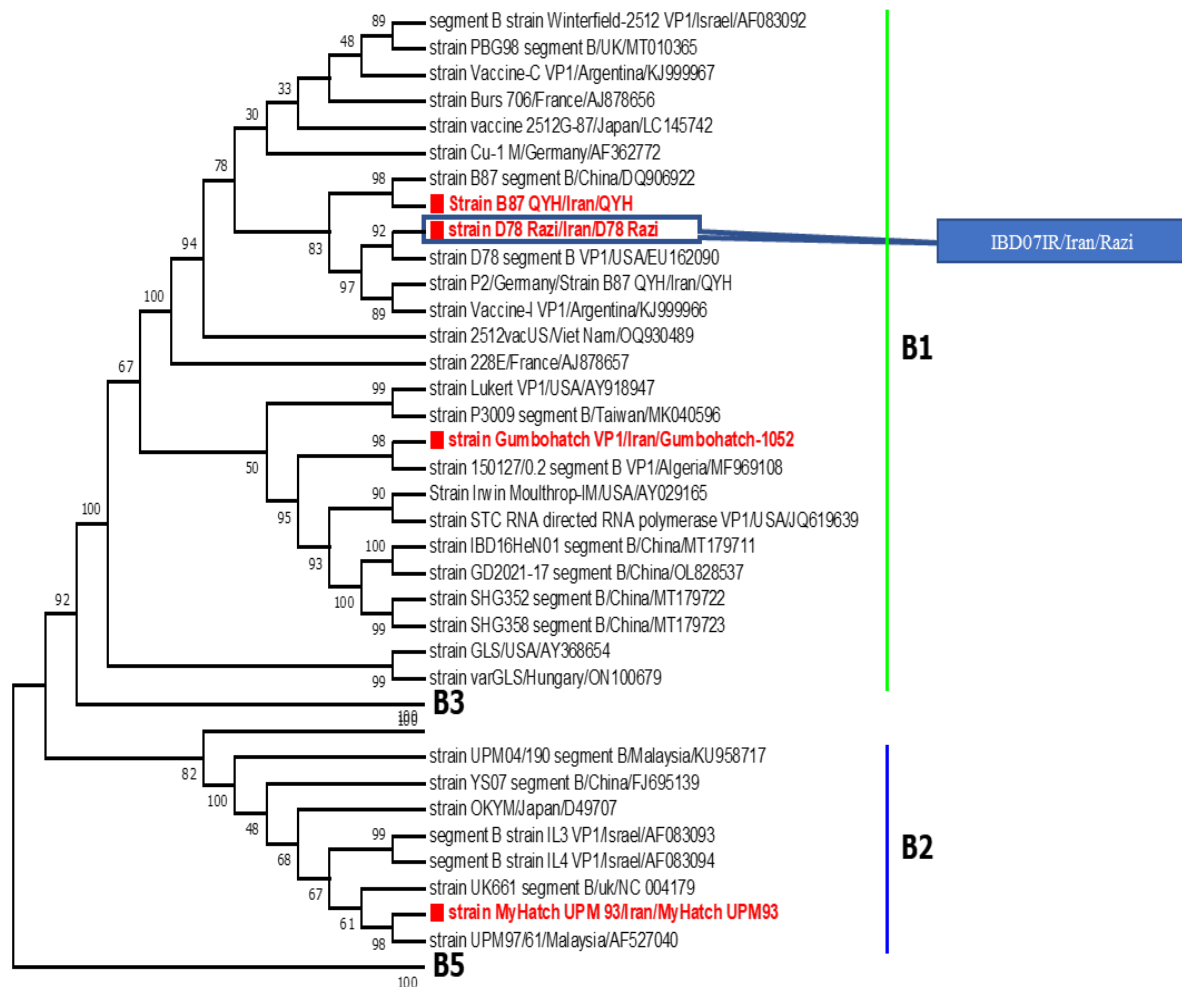 89
segment B strain Winterfield-2512 VP1/Israel/AF083092
48
strain PBG98 segment B/UK/MT010365
strain Vaccine-C VP1/Argentina/KJ999967
33
strain Burs 706/France/AJ878656
30
strain vaccine 2512G-87/Japan/LC145742
strain Cu-1 M/Germany/AF362772
78
98
strain B87 segment B/China/DQ906922
Strain B87 QYH/Iran/QYH
92
strain D78 Razi/Iran/D78 Razi
IBD07IR/Iran/Razi
83
94
strain D78 segment B VP1/USA/EU162090
97
strain P2/Germany/Strain B87 QYH/Iran/QYH
89
strain Vaccine-I VP1/Argentina/KJ999966
100
strain 2512vacUS/Viet Nam/OQ930489
B1
67
strain 228E/France/AJ878657
99
strain Lukert VP1/USA/AY918947
strain P3009 segment B/Taiwan/MK040596
98
strain Gumbohatch VP1/Iran/Gumbohatch-1052
50
strain 150127/0.2 segment B VP1/Algeria/MF969108
90
Strain Irwin Moulthrop-IM/USA/AY029165
95
strain STC RNA directed RNA polymerase VP1/USA/JQ619639
100
93
100
strain IBD16HeN01 segment B/China/MT179711
strain GD2021-17 segment B/China/OL828537
100
strain SHG352 segment B/China/MT179722
99
strain SHG358 segment B/China/MT179723
92
strain GLS/USA/AY368654
99
strain varGLS/Hungary/ON100679
B3
100
100
strain UPM04/190 segment B/Malaysia/KU958717
82
strain YS07 segment B/China/FJ695139
100
strain OKYM/Japan/D49707
48
99
segment B strain IL3 VP1/Israel/AF083093
B2
68
segment B strain IL4 VP1/Israel/AF083094
67
strain UK661 segment B/uk/NC 004179
61
strain MyHatch UPM 93/Iran/MyHatch UPM93
98
strain UPM97/61/Malaysia/AF527040
B5
100